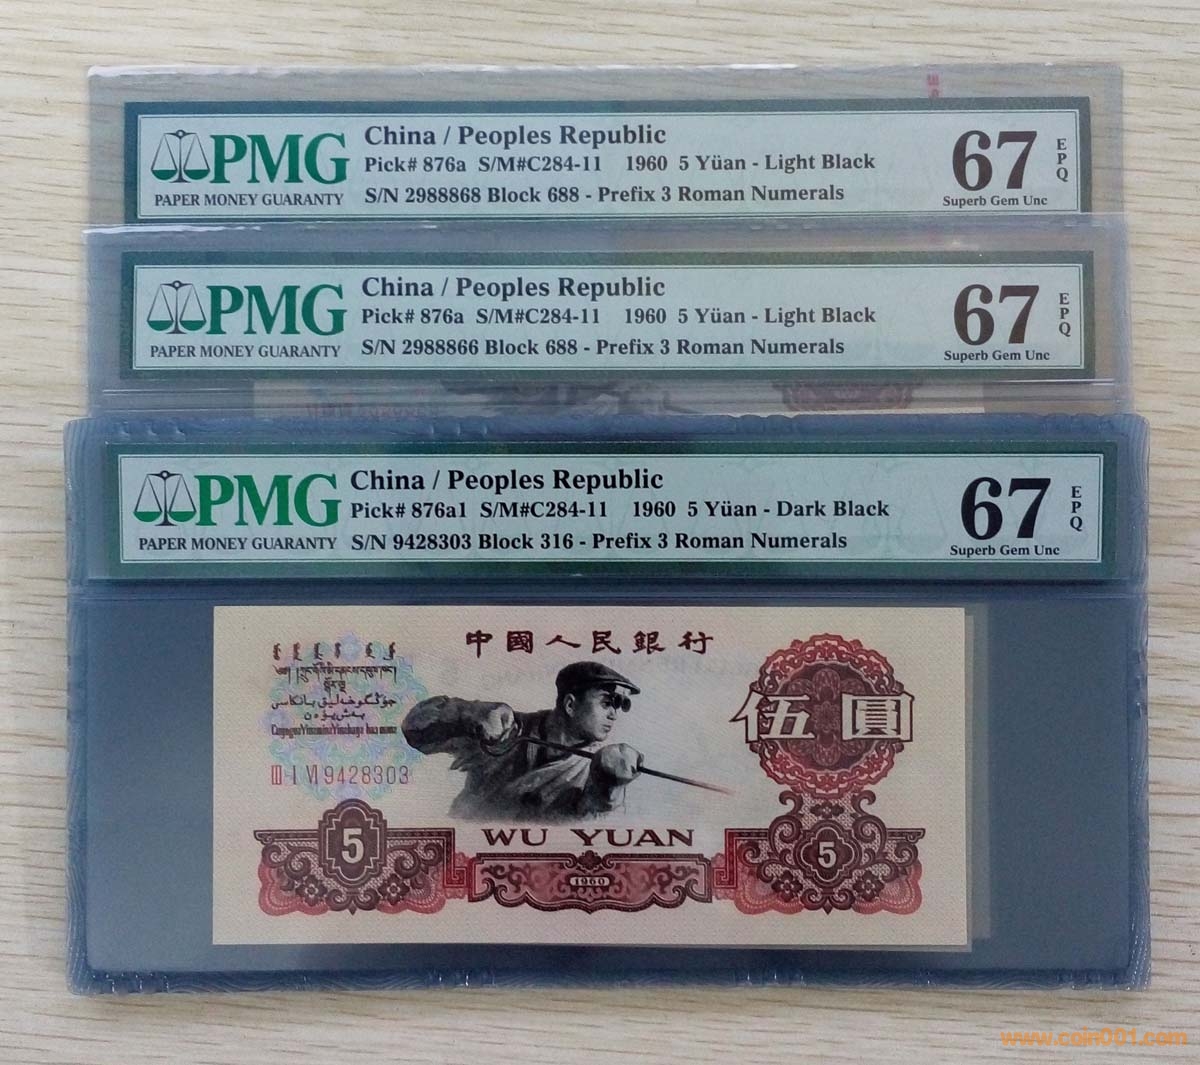 PMG
PAPER MONEY GUARANTY
China / Peoples Republic
Pick# 876a S/M#C284-11 1960 5 Yüan - Light Black
S/N 2988868 Block 688 - Prefix 3 Roman Numerals
67
EPQ
Superb Gem Unc
PMG
PAPER MONEY GUARANTY
China / Peoples Republic
Pick# 876a S/M#C284-11 1960 5 Yüan - Light Black
S/N 2988866 Block 688 - Prefix 3 Roman Numerals
67
EPQ
Superb Gem Unc
PMG
PAPER MONEY GUARANTY
China / Peoples Republic
Pick# 876a1 S/M#C284-11 1960 5 Yüan - Dark Black
S/N 9428303 Block 316 - Prefix 3 Roman Numerals
67
EPQ
Superb Gem Unc
中國人民銀行
伍圓
III I VI 9428303
5
WU YUAN
1960
5
www.coin001.com